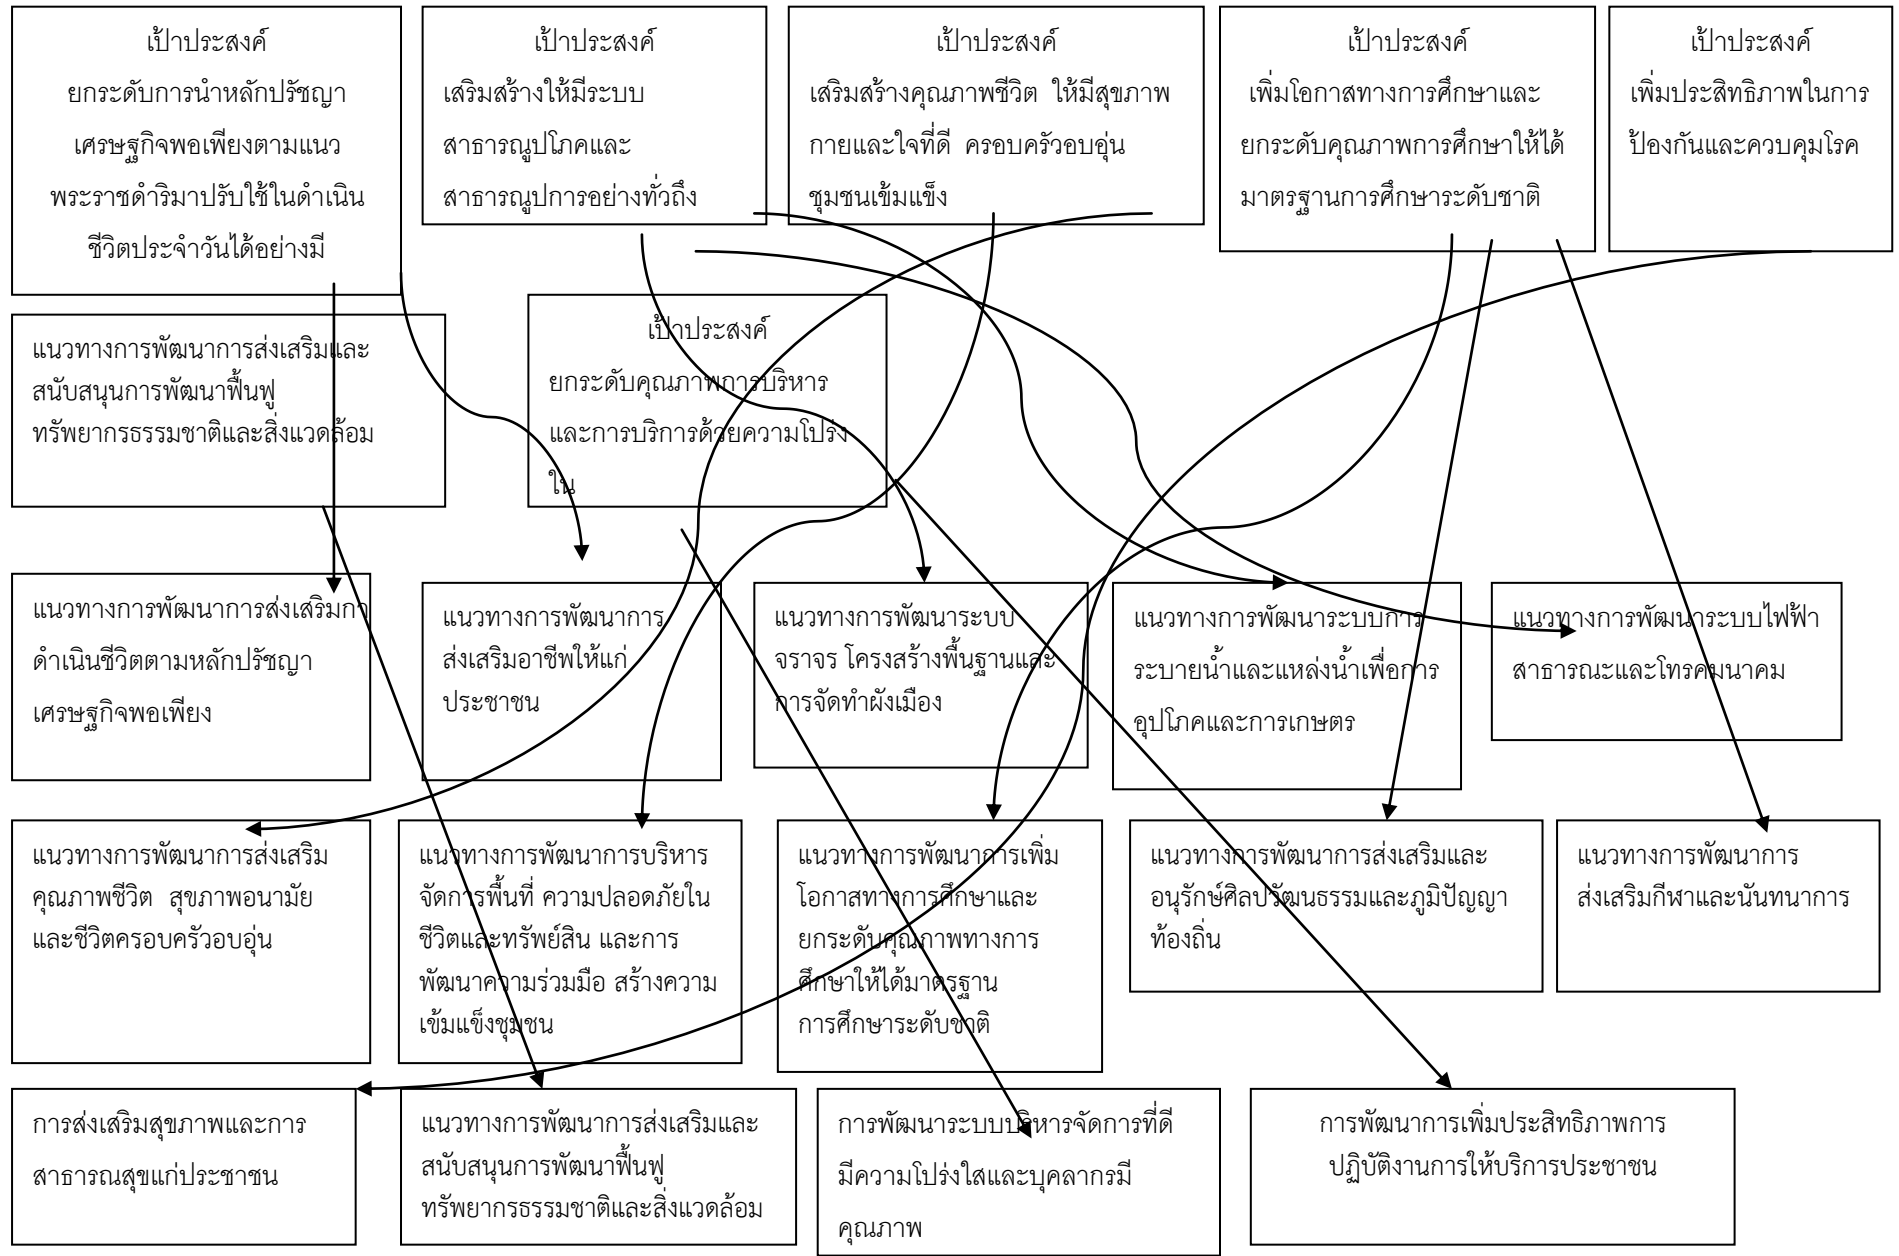 เป้าประสงค์
ยกระดับการนำหลักปรัชญา
เศรษฐกิจพอเพียงตามแนว
พระราชดำริมาปรับใช้ในดำเนิน
ชีวิตประจำวันได้อย่างมี
เป้าประสงค์
เสริมสร้างให้มีระบบ
สาธารณูปโภคและ
สาธารณูปการอย่างทั่วถึง
เป้าประสงค์
เสริมสร้างคุณภาพชีวิต ให้มีสุขภาพ
กายและใจที่ดี ครอบครัวอบอุ่น
ชุมชนเข้มแข็ง
เป้าประสงค์
เพิ่มโอกาสทางการศึกษาและ
ยกระดับคุณภาพการศึกษาให้ได้
มาตรฐานการศึกษาระดับชาติ
เป้าประสงค์
เพิ่มประสิทธิภาพในการ
ป้องกันและควบคุมโรค
แนวทางการพัฒนาการส่งเสริมและ
สนับสนุนการพัฒนาฟื้นฟู
ทรัพยากรธรรมชาติและสิ่งแวดล้อม
เป้าประสงค์
ยกระดับคุณภาพการบริหาร
และการบริการด้วยความโปร่ง
ใน
แนวทางการพัฒนาการส่งเสริมกา
ดำเนินชีวิตตามหลักปรัชญา
เศรษฐกิจพอเพียง
แนวทางการพัฒนาการ
ส่งเสริมอาชีพให้แก่
ประชาชน
แนวทางการพัฒนาระบบ
จราจร โครงสร้างพื้นฐานและ
การจัดทำผังเมือง
แนวทางการพัฒนาระบบการ
ระบายน้ำและแหล่งน้ำเพื่อการ
อุปโภคและการเกษตร
แนวทางการพัฒนาระบบไฟฟ้า
สาธารณะและโทรคมนาคม
แนวทางการพัฒนาการส่งเสริม
คุณภาพชีวิต สุขภาพอนามัย
และชีวิตครอบครัวอบอุ่น
แนวทางการพัฒนาการบริหาร
จัดการพื้นที่ ความปลอดภัยใน
ชีวิตและทรัพย์สิน และการ
พัฒนาความร่วมมือ สร้างความ
เข้มแข็งชุมชน
แนวทางการพัฒนาการเพิ่ม
โอกาสทางการศึกษาและ
ยกระดับคุณภาพทางการ
ศึกษาให้ได้มาตรฐาน
การศึกษาระดับชาติ
แนวทางการพัฒนาการส่งเสริมและ
อนุรักษ์ศิลปวัฒนธรรมและภูมิปัญญา
ท้องถิ่น
แนวทางการพัฒนาการ
ส่งเสริมกีฬาและนันทนาการ
การส่งเสริมสุขภาพและการ
สาธารณสุขแก่ประชาชน
แนวทางการพัฒนาการส่งเสริมและ
สนับสนุนการพัฒนาฟื้นฟู
ทรัพยากรธรรมชาติและสิ่งแวดล้อม
การพัฒนาระบบบริหารจัดการที่ดี
มีความโปร่งใสและบุคลากรมี
คุณภาพ
การพัฒนาการเพิ่มประสิทธิภาพการ
ปฏิบัติงานการให้บริการประชาชน